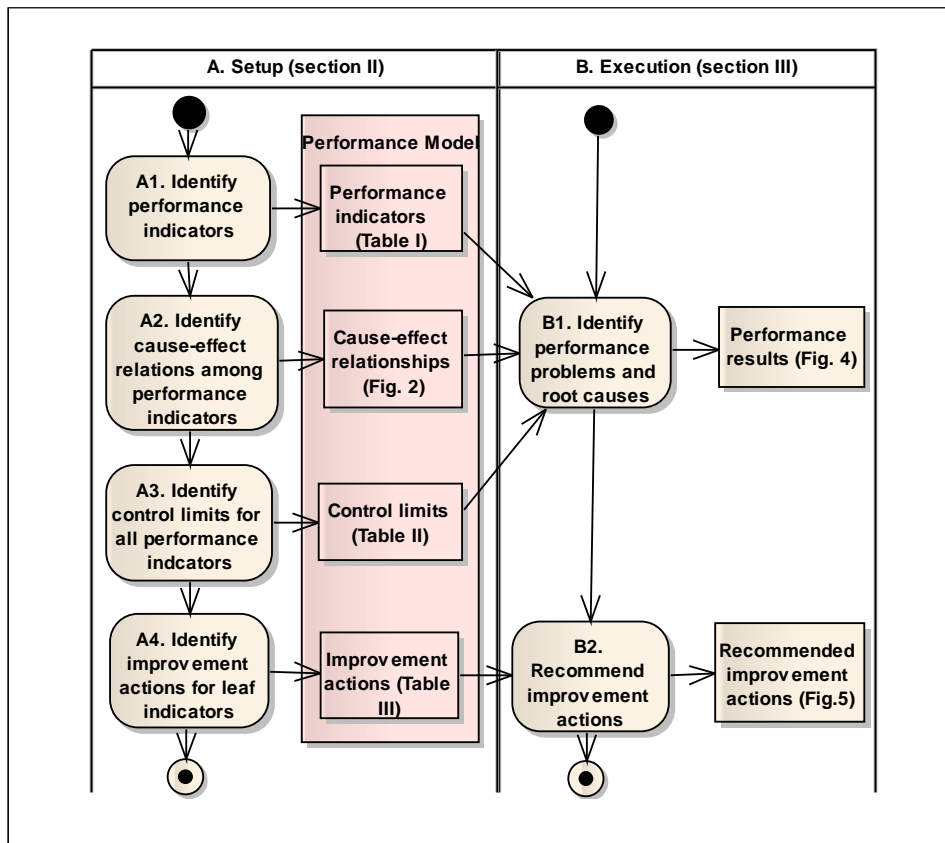 A. Setup (section II)
B. Execution (section III)
Performance Model
A1. Identify
performance
indicators
Performance
indicators
(Table I)
A2. Identify
cause-effect
relations among
performance
indicators
Cause-effect
relationships
(Fig. 2)
B1. Identify
performance
problems and
root causes
Performance
results (Fig. 4)
A3. Identify
control limits for
all performance
indcators
Control limits
(Table II)
A4. Identify
improvement
actions for leaf
indicators
Improvement
actions (Table
III)
B2.
Recommend
improvement
actions
Recommended
improvement
actions (Fig.5)